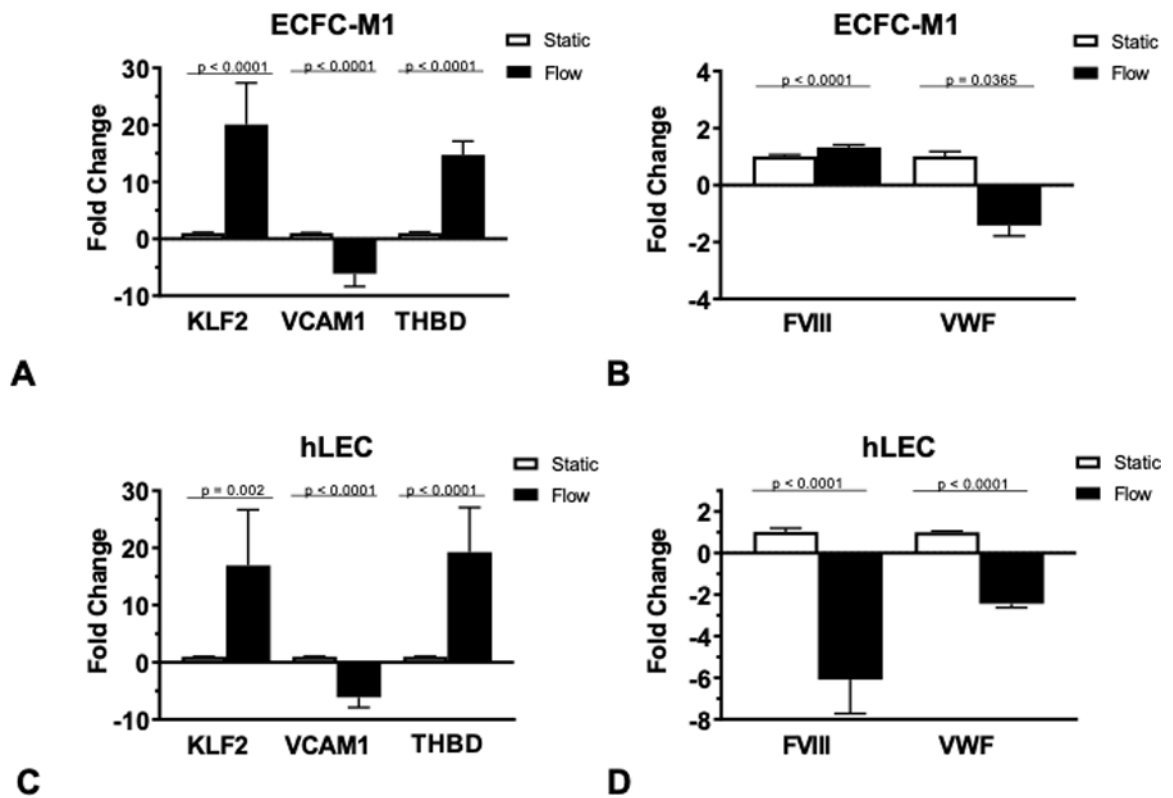 ECFC-M1
Static
Flow
p < 0.0001 p < 0.0001 p < 0.0001
30
20
10
0
-10
Fold Change
KLF2 VCAM1 THBD
A
ECFC-M1
Static
Flow
p < 0.0001 p = 0.0365
4
2
0
-2
-4
Fold Change
FVIII VWF
B
hLEC
Static
Flow
p = 0.002 p < 0.0001 p < 0.0001
30
20
10
0
-10
Fold Change
KLF2 VCAM1 THBD
C
hLEC
Static
Flow
p < 0.0001 p < 0.0001
2
0
-2
-4
-6
-8
Fold Change
FVIII VWF
D